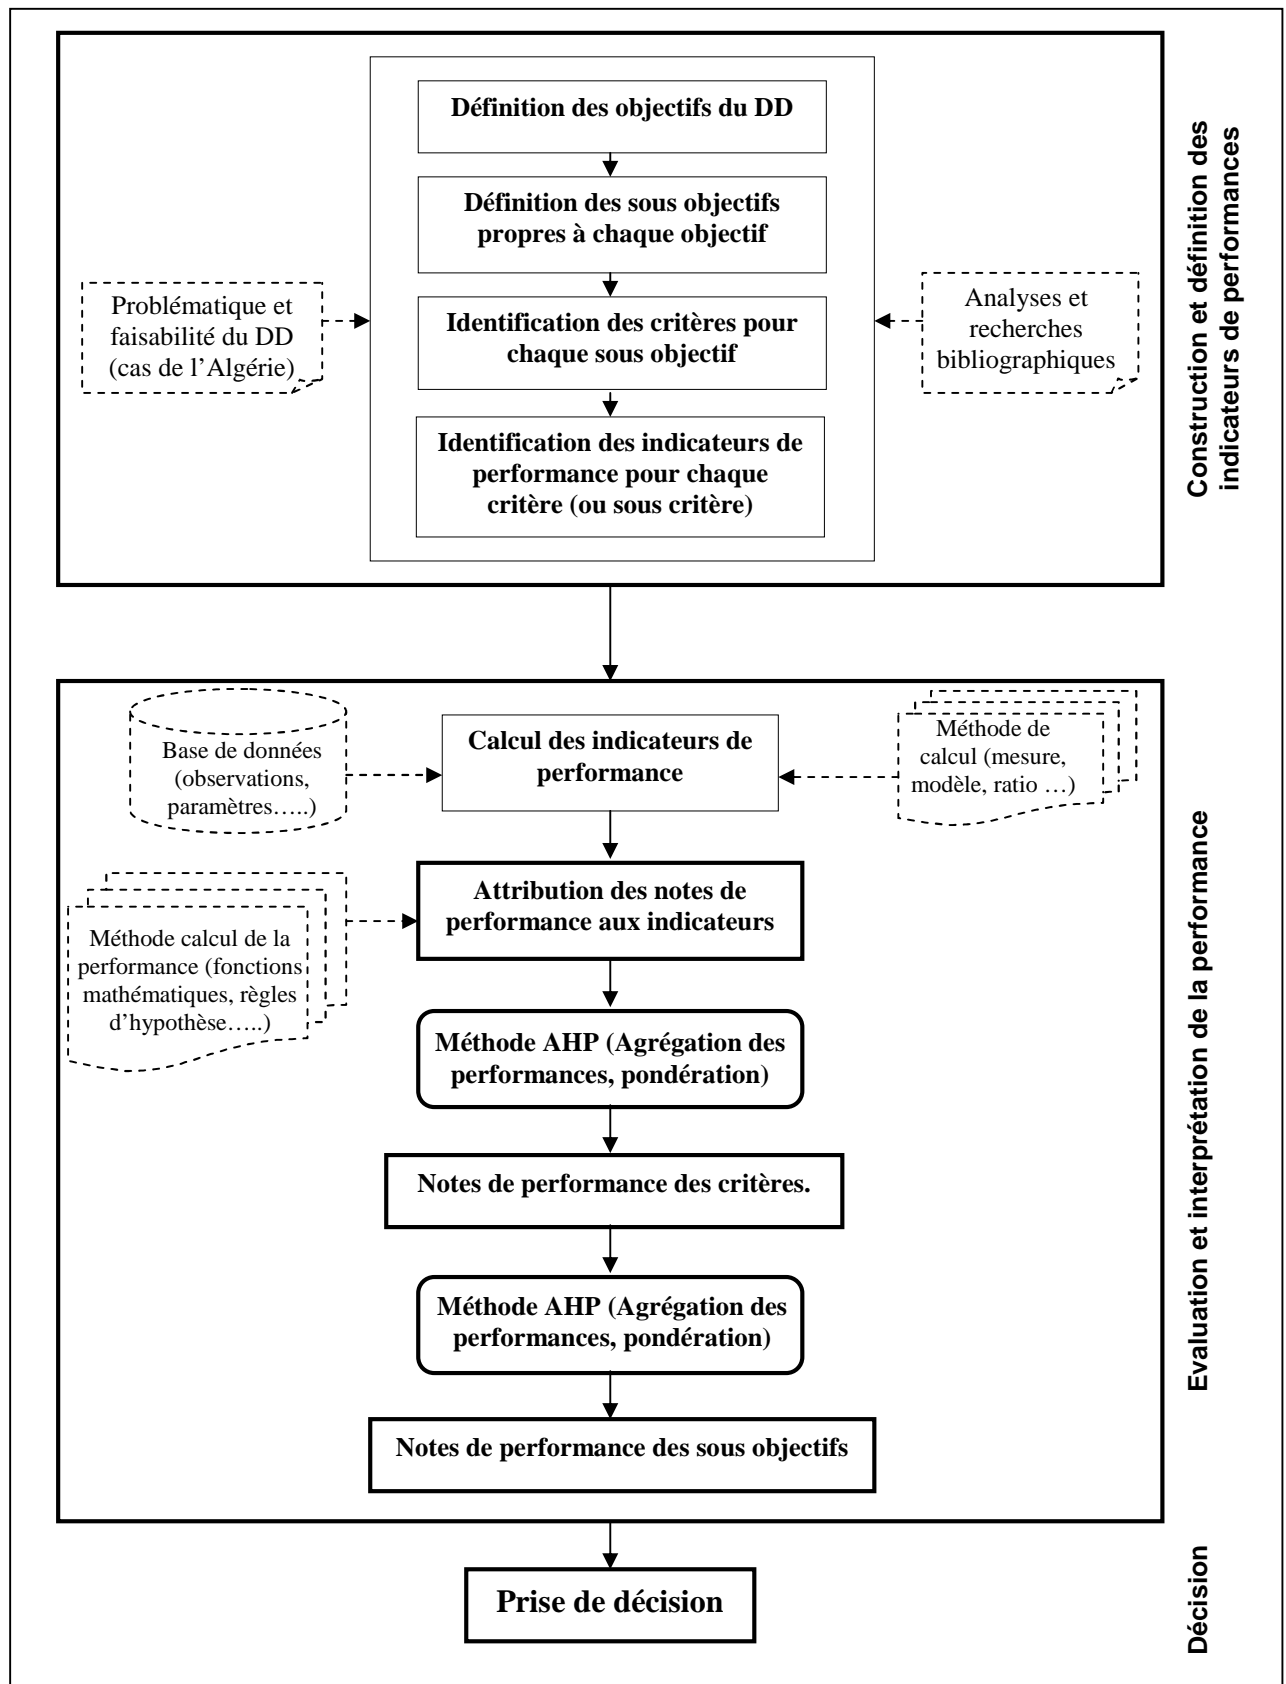 Définition des objectifs du DD
Définition des sous objectifs
propres à chaque objectif
Problématique et
faisabilité du DD
(cas de l’Algérie)
Identification des critères pour
chaque sous objectif
Analyses et
recherches
bibliographiques
Identification des indicateurs de
performance pour chaque
critère (ou sous critère)
Construction et définition des
indicateurs de performances
Base de données
(observations,
paramètres…..)
Calcul des indicateurs de
performance
Méthode de
calcul (mesure,
modèle, ratio …)
Attribution des notes de
performance aux indicateurs
Méthode calcul de la
performance (fonctions
mathématiques, règles
d’hypothèse…..)
Méthode AHP (Agrégation des
performances, pondération)
Notes de performance des critères.
Méthode AHP (Agrégation des
performances, pondération)
Notes de performance des sous objectifs
Evaluation et interprétation de la performance
Prise de décision
Décision